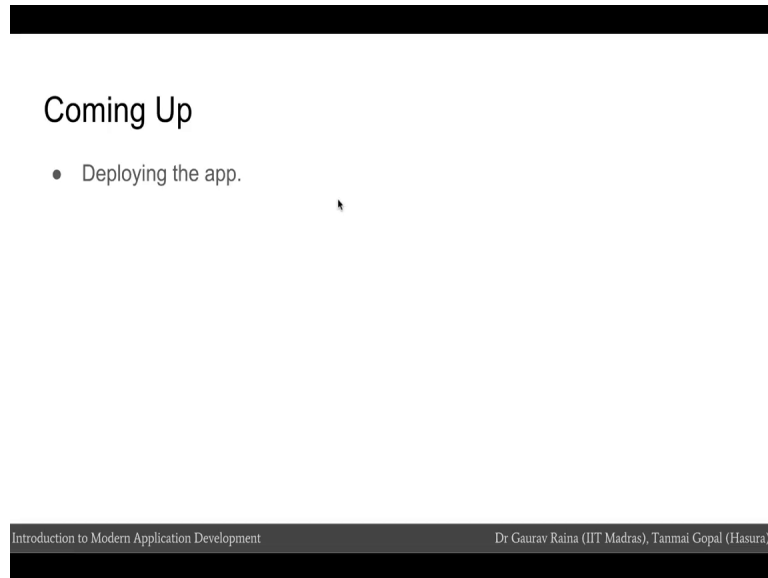 Coming Up
● Deploying the app.
Introduction to Modern Application Development
Dr Gaurav Raina (IIT Madras), Tanmai Gopal (Hasura)